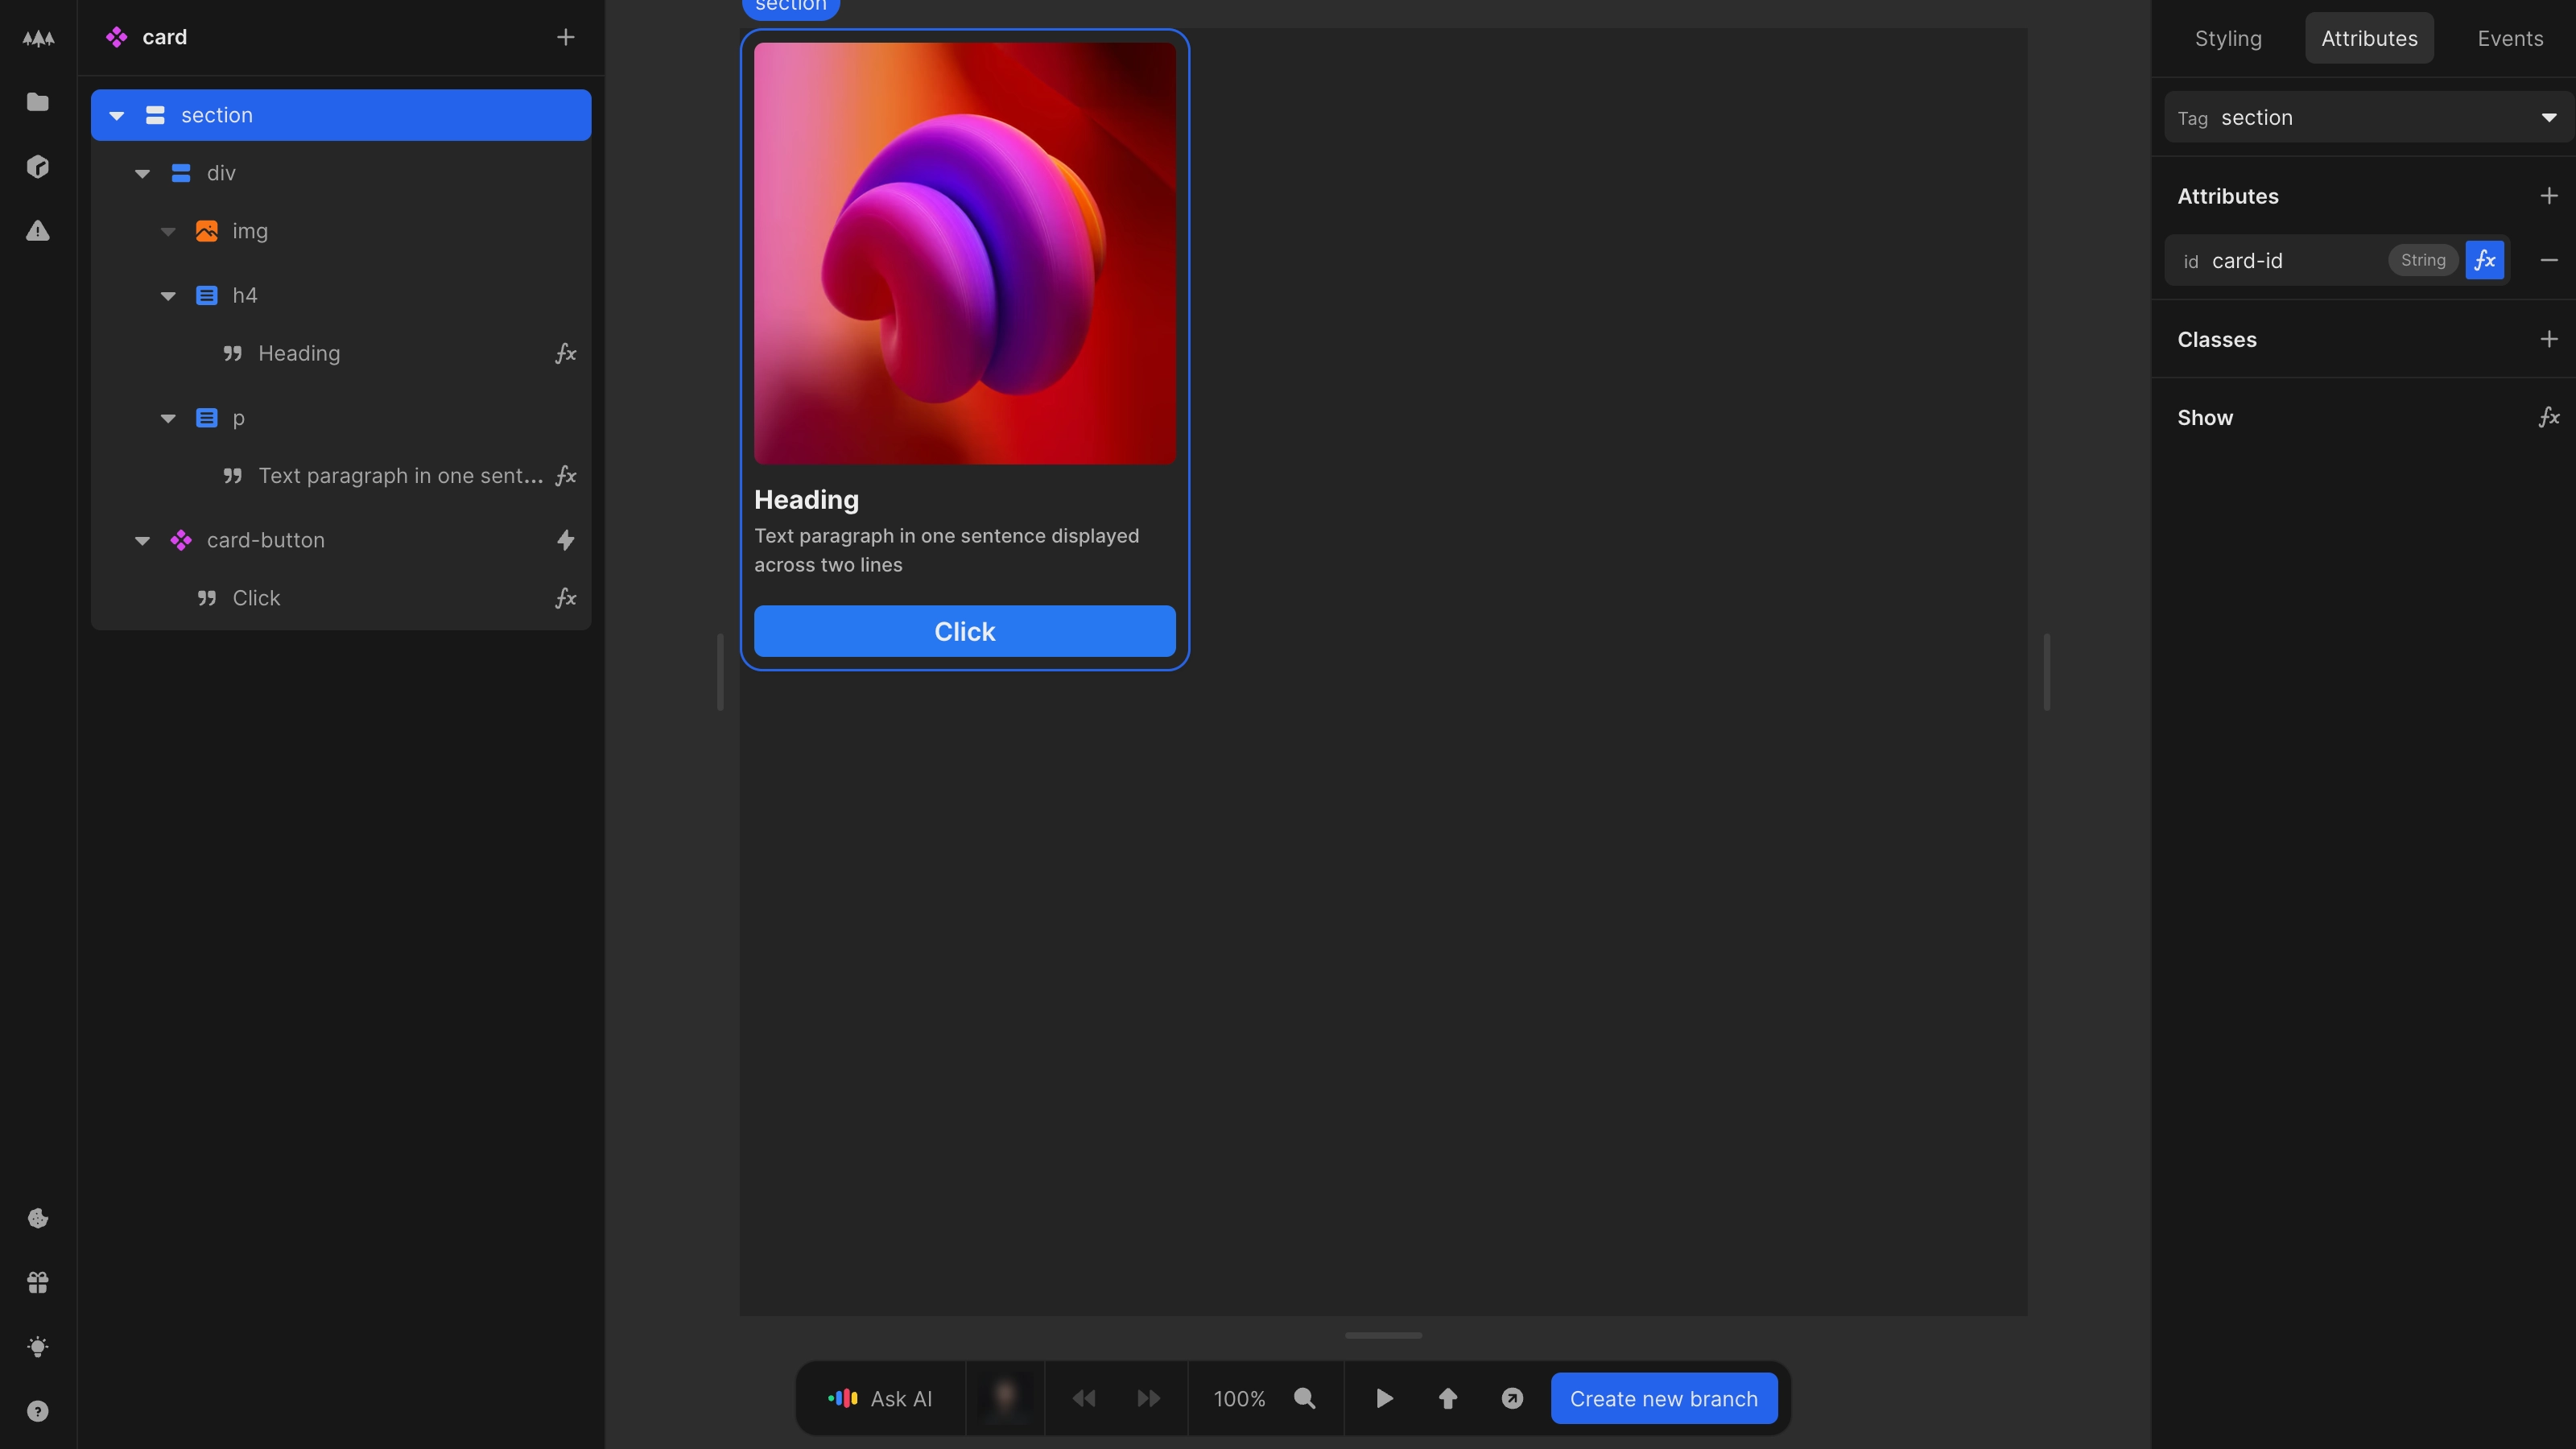 card
section
div
img
h4
Heading
fx
p
Text paragraph in one sent...
fx
card-button
Click
fx
section
Heading
Text paragraph in one sentence displayed
across two lines
Click
Ask AI
100%
Create new branch
Styling
Attributes
Events
Tag section
Attributes
id card-id String fx
Classes
Show fx